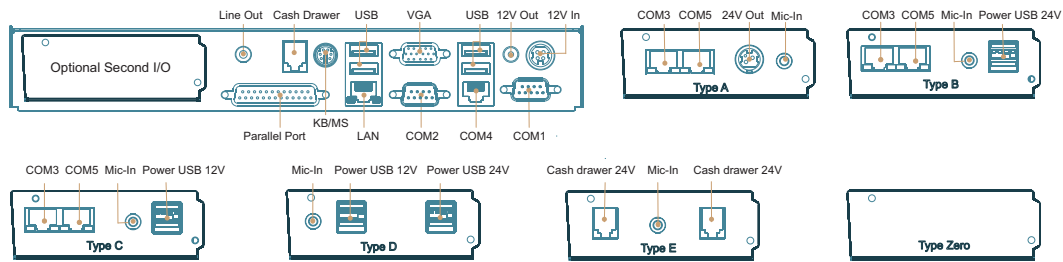 Line Out Cash Drawer USB VGA USB 12V Out 12V In
Optional Second I/O
Parallel Port KB/MS LAN COM2 COM4 COM1
COM3 COM5 24V Out Mic-In
Type A
COM3 COM5 Mic-In Power USB 24V
Type B
COM3 COM5 Mic-In Power USB 12V
Type C
Mic-In Power USB 12V Power USB 24V
Type D
Cash drawer 24V Mic-In Cash drawer 24V
Type E
Type Zero